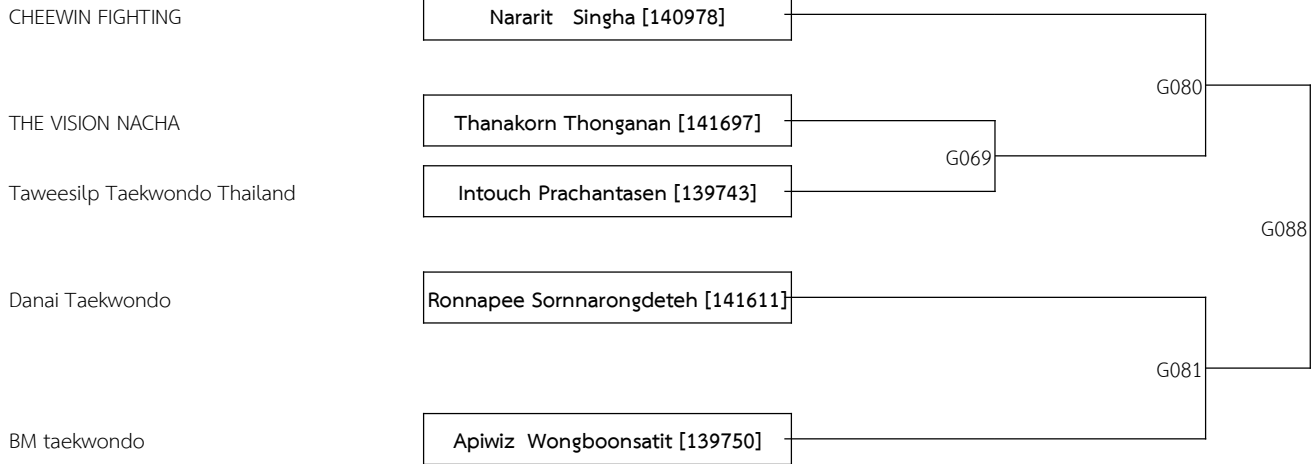 CHEEWIN FIGHTING
Nararit Singha [140978]
G080
THE VISION NACHA
Thanakorn Thonganan [141697]
G069
Taweesilp Taekwondo Thailand
Intouch Prachantasen [139743]
G088
Danai Taekwondo
Ronnapee Sornnarongdeteh [141611]
G081
BM taekwondo
Apiwiz Wongboonsatit [139750]